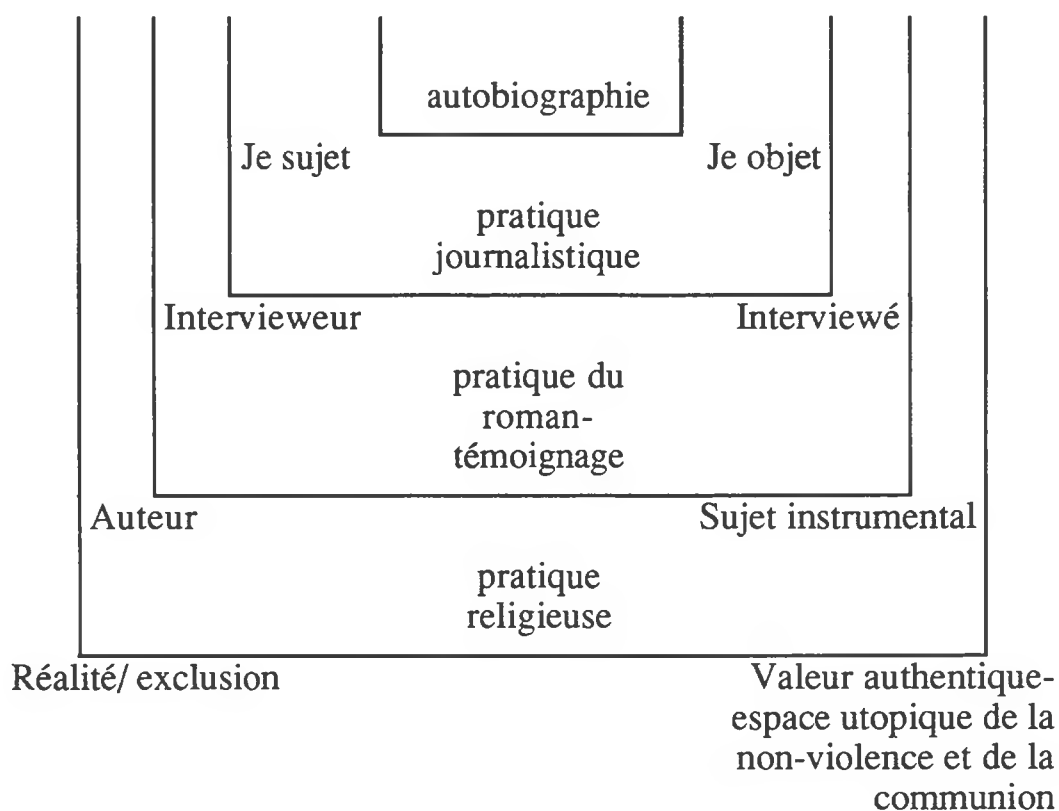 autobiographie
Je sujet
Je objet
pratique
journalistique
Intervieweur
Interviewé
pratique du
roman-
témoignage
Auteur
Sujet instrumental
pratique
religieuse
Réalité/ exclusion
Valeur authentique-
espace utopique de la
non-violence et de la
communion